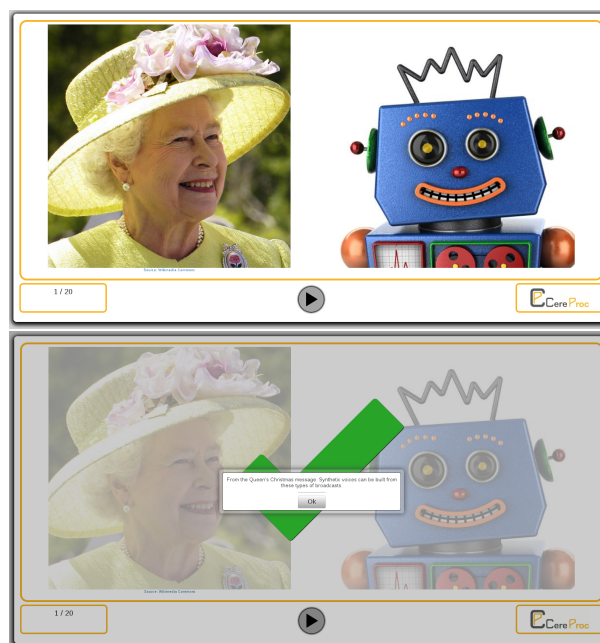 Source: Wikimedia Commons
1 / 20
CereProc
From the Queen's Christmas message. Synthetic voices can be built from
these types of broadcasts
Ok
Source: Wikimedia Commons
1 / 20
CereProc